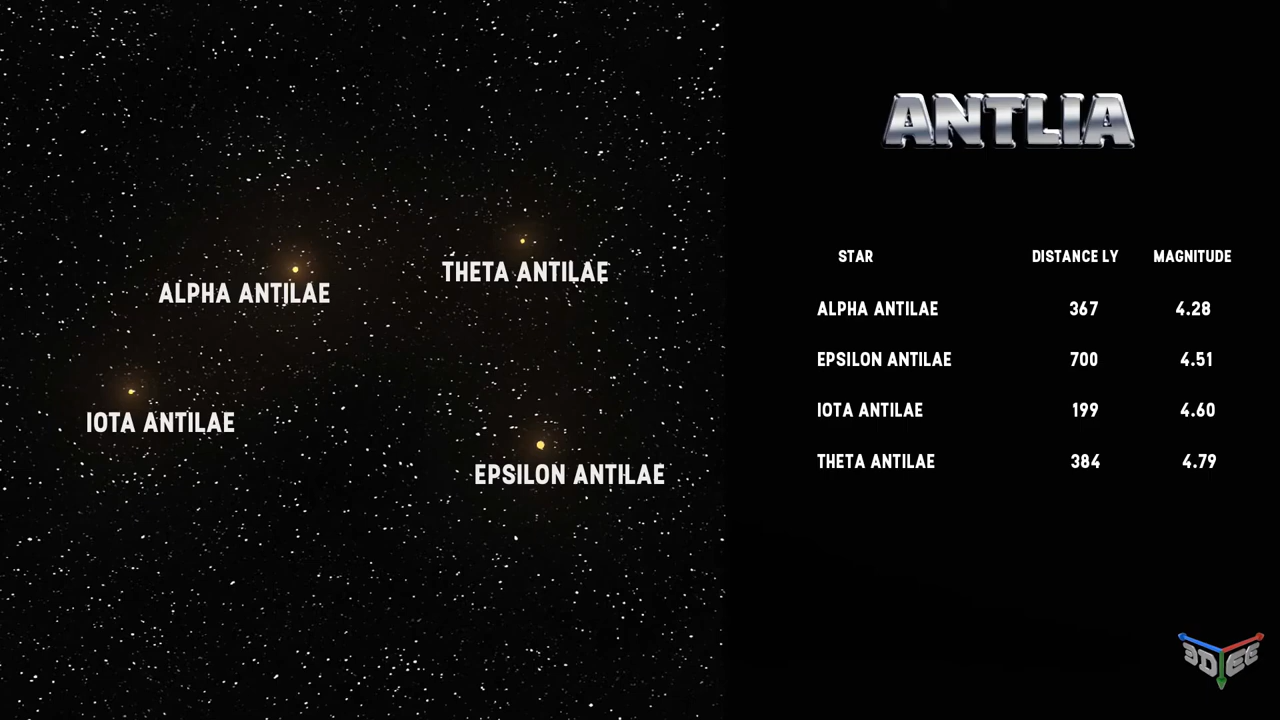 ANTLIA
THETA ANTILAE
ALPHA ANTILAE
IOTA ANTILAE
EPSILON ANTILAE
STAR DISTANCE LY MAGNITUDE
ALPHA ANTILAE 367 4.28
EPSILON ANTILAE 700 4.51
IOTA ANTILAE 199 4.60
THETA ANTILAE 384 4.79
3DTEE